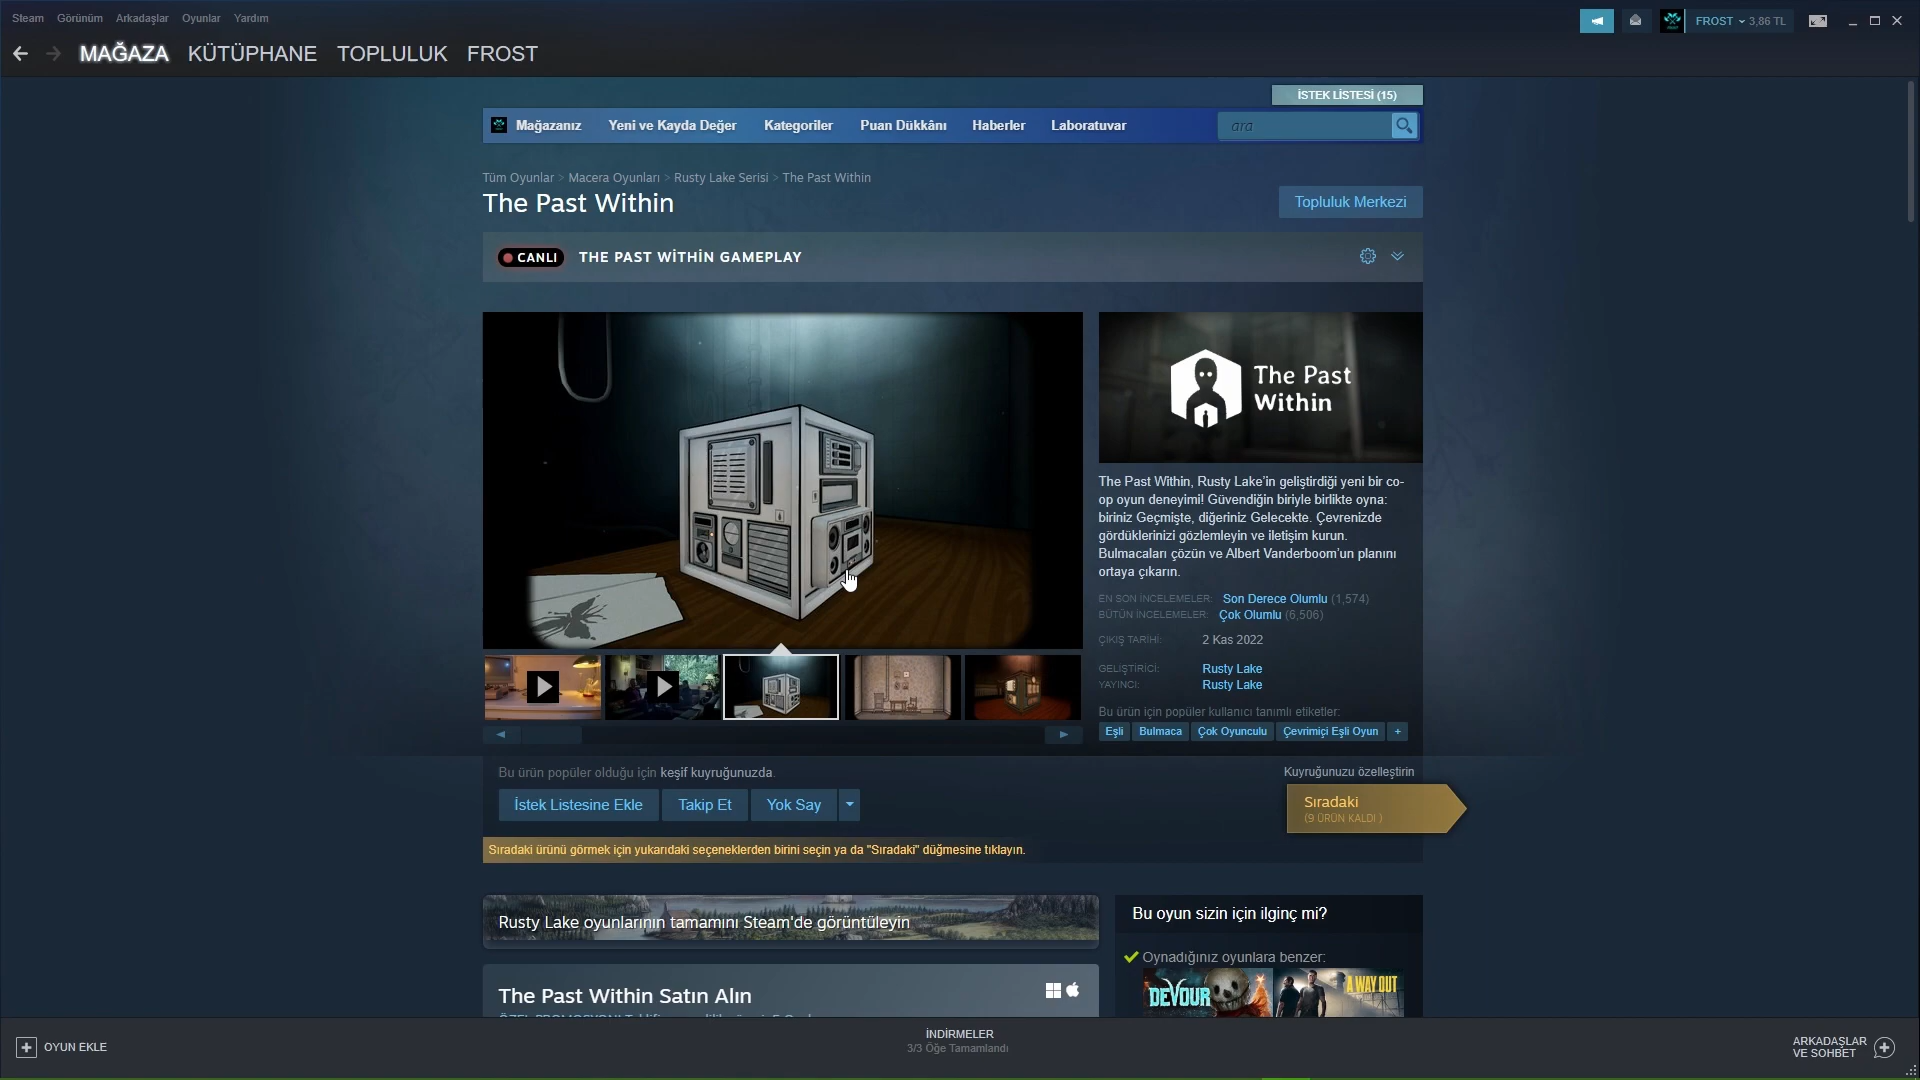 Steam Görünüm Arkadaşlar Oyunlar Yardım
FROST 3,86 TL
MAĞAZA KÜTÜPHANE TOPLULUK FROST
İSTEK LİSTESİ (15)
Mağazanız Yeni ve Kayda Değer Kategoriler Puan Dükkânı Haberler Laboratuvar ara
Tüm Oyunlar > Macera Oyunları > Rusty Lake Serisi > The Past Within
The Past Within
Topluluk Merkezi
CANLI THE PAST WİTHİN GAMEPLAY
The Past
Within
The Past Within, Rusty Lake'in geliştirdiği yeni bir co-
op oyun deneyimi! Güvendiğin biriyle birlikte oyna:
biriniz Geçmişte, diğeriniz Gelecekte. Çevrenizde
gördüklerinizi gözlemleyin ve iletişim kurun.
Bulmacaları çözün ve Albert Vanderboom'un planını
ortaya çıkarın.
EN SON İNCELEMELER: Son Derece Olumlu (1,574)
BÜTÜN İNCELEMELER: Çok Olumlu (6,506)
ÇIKIŞ TARİHİ: 2 Kas 2022
GELİŞTİRİCİ: Rusty Lake
YAYINCI: Rusty Lake
Bu ürün için popüler kullanıcı tanımlı etiketler:
Eşli Bulmaca Çok Oyunculu Çevrimiçi Eşli Oyun +
Bu ürün popüler olduğu için keşif kuyruğunuzda.
Kuyruğunuzu özelleştirin
İstek Listesine Ekle Takip Et Yok Say
Sıradaki
(9 ÜRÜN KALDI )
Sıradaki ürünü görmek için yukarıdaki seçeneklerden birini seçin ya da "Sıradaki" düğmesine tıklayın.
Rusty Lake oyunlarının tamamını Steam'de görüntüleyin
Bu oyun sizin için ilginç mi?
Oynadığınız oyunlara benzer:
DEVOUR A WAY OUT
The Past Within Satın Alın
OYUN EKLE
İNDİRMELER
3/3 Öğe Tamamlandı
ARKADAŞLAR
VE SOHBET